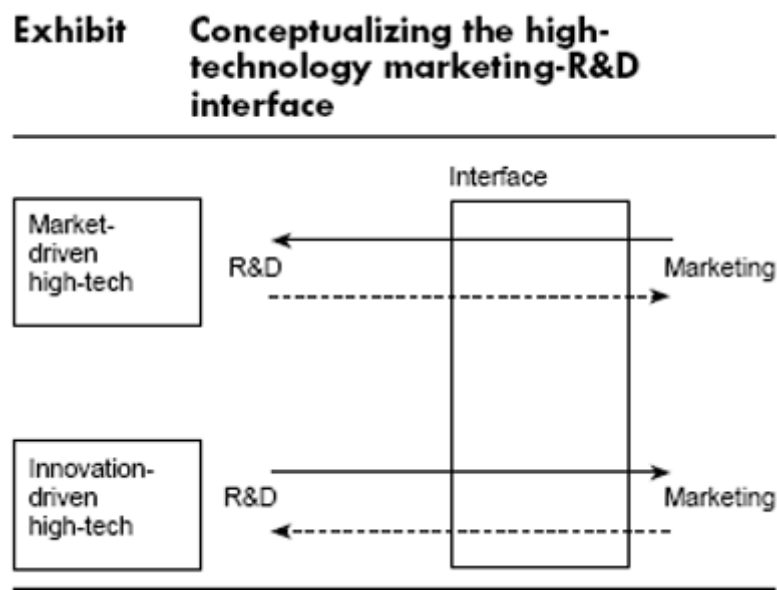 Exhibit Conceptualizing the high-
technology marketing-R&D
interface
Interface
Market-
driven
high-tech
R&D
Marketing
Innovation-
driven
high-tech
R&D
Marketing